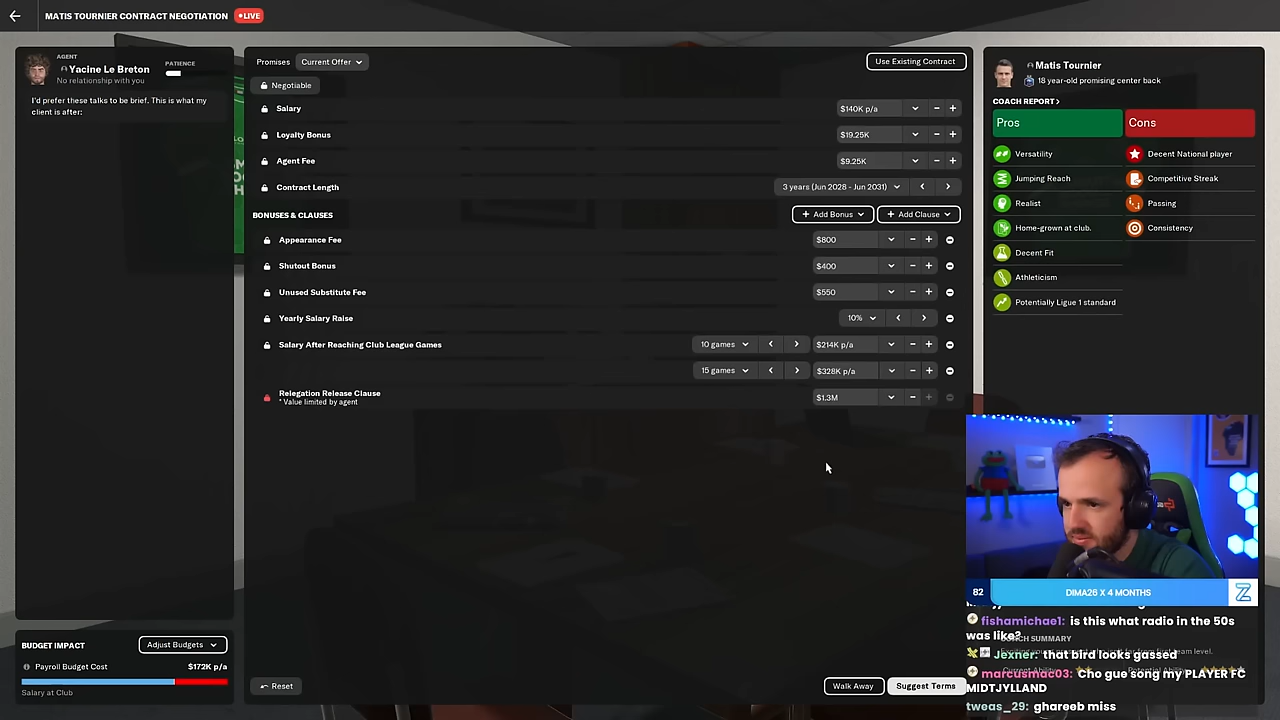 MATIS TOURNIER CONTRACT NEGOTIATION
LIVE
AGENT
Yacine Le Breton
No relationship with you
PATIENCE
I'd prefer these talks to be brief. This is what my
client is after:
BUDGET IMPACT
Adjust Budgets
Payroll Budget Cost
$172K p/a
Salary at Club
Promises
Current Offer
Use Existing Contract
Negotiable
Salary
$140K p/a
Loyalty Bonus
$19.25K
Agent Fee
$9.25K
Contract Length
3 years (Jun 2028 - Jun 2031)
BONUSES & CLAUSES
Add Bonus
Add Clause
Appearance Fee
$800
Shutout Bonus
$400
Unused Substitute Fee
$550
Yearly Salary Raise
10%
Salary After Reaching Club League Games
10 games
$214K p/a
15 games
$328K p/a
Relegation Release Clause
* Value limited by agent
$1.3M
Reset
Walk Away
Suggest Terms
Matis Tournier
18 year-old promising center back
COACH REPORT
Pros
Cons
Versatility
Decent National player
Jumping Reach
Competitive Streak
Realist
Passing
Home-grown at club.
Consistency
Decent Fit
Athleticism
Potentially Ligue 1 standard
82
DIMA26 X 4 MONTHS
fishamichael: is this what radio in the 50s
was like?
Jexner: that bird looks gassed
marcusmac03: Cho gue song my PLAYER FC
MIDTJYLLAND
tweas_29: ghareeb miss